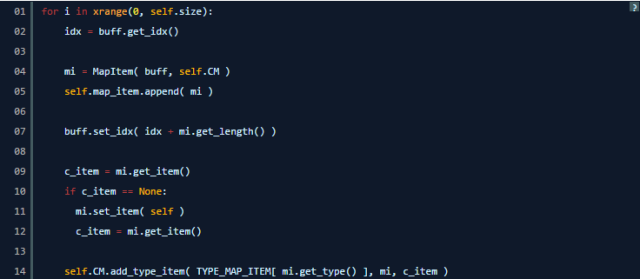 01 for i in xrange(0, self.size):
02     idx = buff.get_idx()
03
04     mi = MapItem( buff, self.CM )
05     self.map_item.append( mi )
06
07     buff.set_idx( idx + mi.get_length() )
08
09     c_item = mi.get_item()
10     if c_item == None:
11       mi.set_item( self )
12       c_item = mi.get_item()
13
14     self.CM.add_type_item( TYPE_MAP_ITEM[ mi.get_type() ], mi, c_item )
?